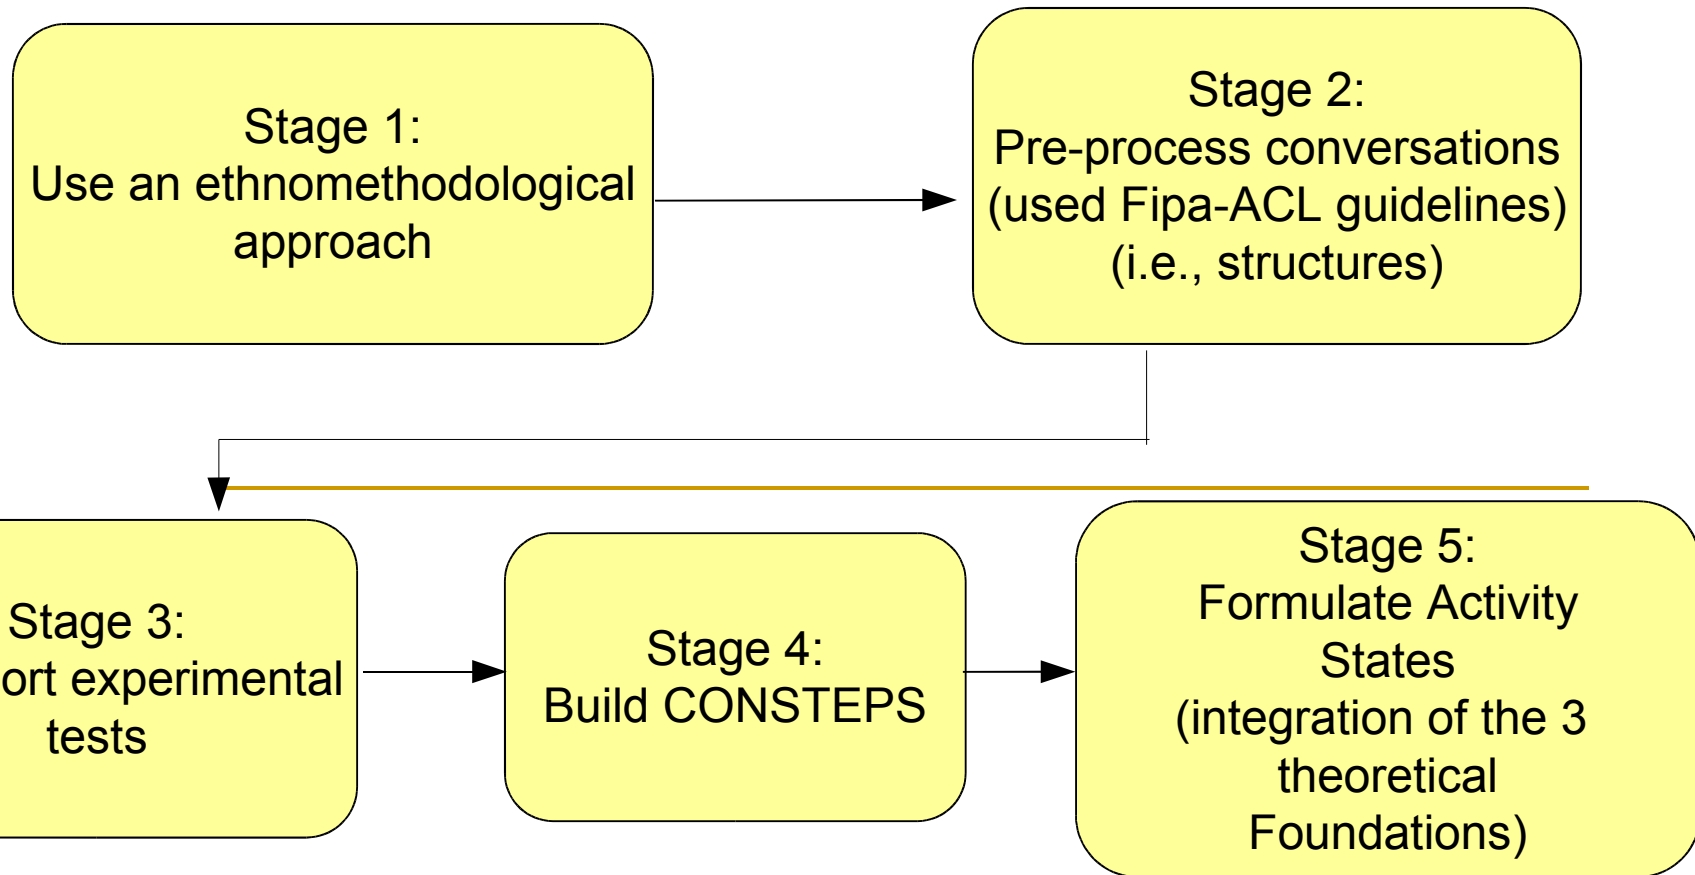 Stage 1:
Use an ethnomethodological
approach
Stage 2:
Pre-process conversations
(used Fipa-ACL guidelines)
(i.e., structures)
Stage 3:
experimental
tests
Stage 4:
Build CONSTEPS
Stage 5:
Formulate Activity
States
(integration of the 3
theoretical
Foundations)